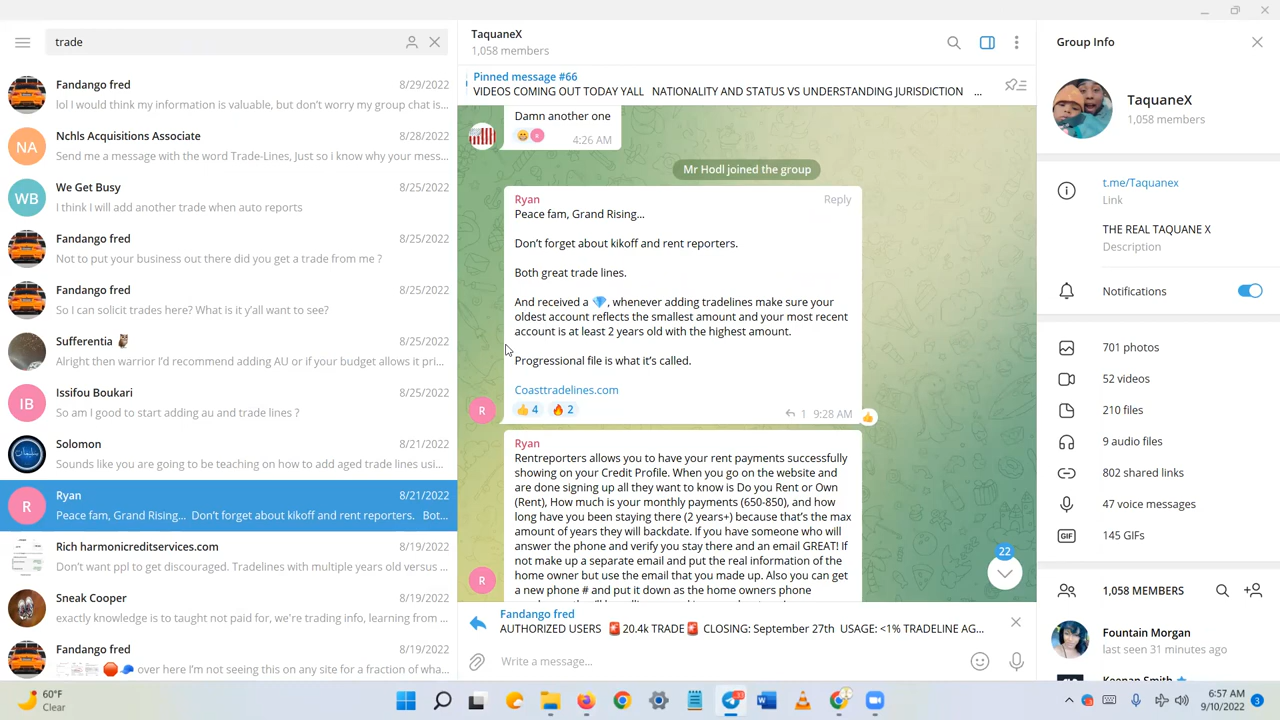 trade
Fandango fred
8/29/2022
lol I would think my information is valuable, but don't worry my group chat is...
NA
Nchls Acquisitions Associate
8/28/2022
Send me a message with the word Trade-Lines, Just so i know why your mess...
WB
We Get Busy
8/25/2022
I think I will add another trade when auto reports
Fandango fred
8/25/2022
Not to put your business out there did you get a trade from me ?
Fandango fred
8/25/2022
So I can solicit trades here? What is it y'all want to see?
Sufferentia
8/25/2022
Alright then warrior I'd recommend adding AU or if your budget allows it pri...
IB
Issifou Boukari
8/25/2022
So am I good to start adding au and trade lines ?
Solomon
8/21/2022
Sounds like you are going to be teaching on how to add aged trade lines usi...
R
Ryan
8/21/2022
Peace fam, Grand Rising... Don't forget about kikoff and rent reporters. Bot...
Rich harmonicreditservices.com
8/19/2022
Don't want ppl to get discouraged. Tradelines with multiple years old versus ...
Sneak Cooper
8/19/2022
exactly knowledge is to taught not paid for, we're trading info, learning from ...
Fandango fred
8/19/2022
over here I'm not seeing this on any site for a fraction of wha...
TaquaneX
1,058 members
Pinned message #66
VIDEOS COMING OUT TODAY YALL NATIONALITY AND STATUS VS UNDERSTANDING JURISDICTION ...
Damn another one
R
4:26 AM
Mr Hodl joined the group
Ryan
Reply
Peace fam, Grand Rising...
Don't forget about kikoff and rent reporters.
Both great trade lines.
And received a 💎, whenever adding tradelines make sure your
oldest account reflects the smallest amount and your most recent
account is at least 2 years old with the highest amount.
Progressional file is what it's called.
Coasttradelines.com
👍 4 🔥 2
1 9:28 AM
R
Ryan
Rentreporters allows you to have your rent payments successfully
showing on your Credit Profile. When you go on the website and
are done signing up all they want to know is Do you Rent or Own
(Rent), How much is your monthly payments (650-850), and how
long have you been staying there (2 years+) because that's the max
amount of years they will backdate. If you have someone who will
answer the phone and verify you stay there and an email GREAT! If
not make up a separate email and put the real information of the
home owner but use the email that you made up. Also you can get
a new phone # and put it down as the home owners phone
R
22
Fandango fred
AUTHORIZED USERS 🚨20.4k TRADE🚨 CLOSING: September 27th USAGE: <1% TRADELINE AG...
Write a message...
Group Info
TaquaneX
1,058 members
t.me/Taquanex
Link
THE REAL TAQUANE X
Description
Notifications
701 photos
52 videos
210 files
9 audio files
802 shared links
47 voice messages
GIF
145 GIFs
1,058 MEMBERS
Fountain Morgan
last seen 31 minutes ago
Keenan Smith
60°F
Clear
6:57 AM
9/10/2022
3